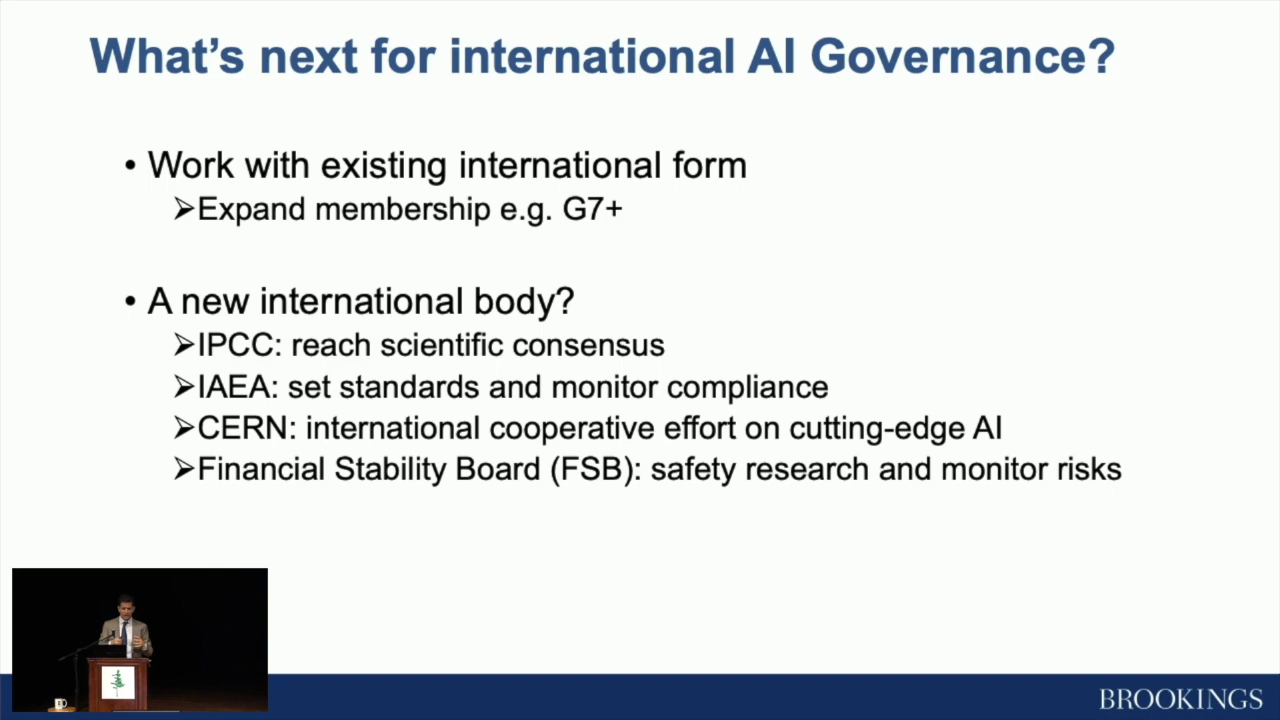 What's next for international AI Governance?
• Work with existing international form
➢Expand membership e.g. G7+
• A new international body?
➢IPCC: reach scientific consensus
➢IAEA: set standards and monitor compliance
➢CERN: international cooperative effort on cutting-edge AI
➢Financial Stability Board (FSB): safety research and monitor risks
BROOKINGS